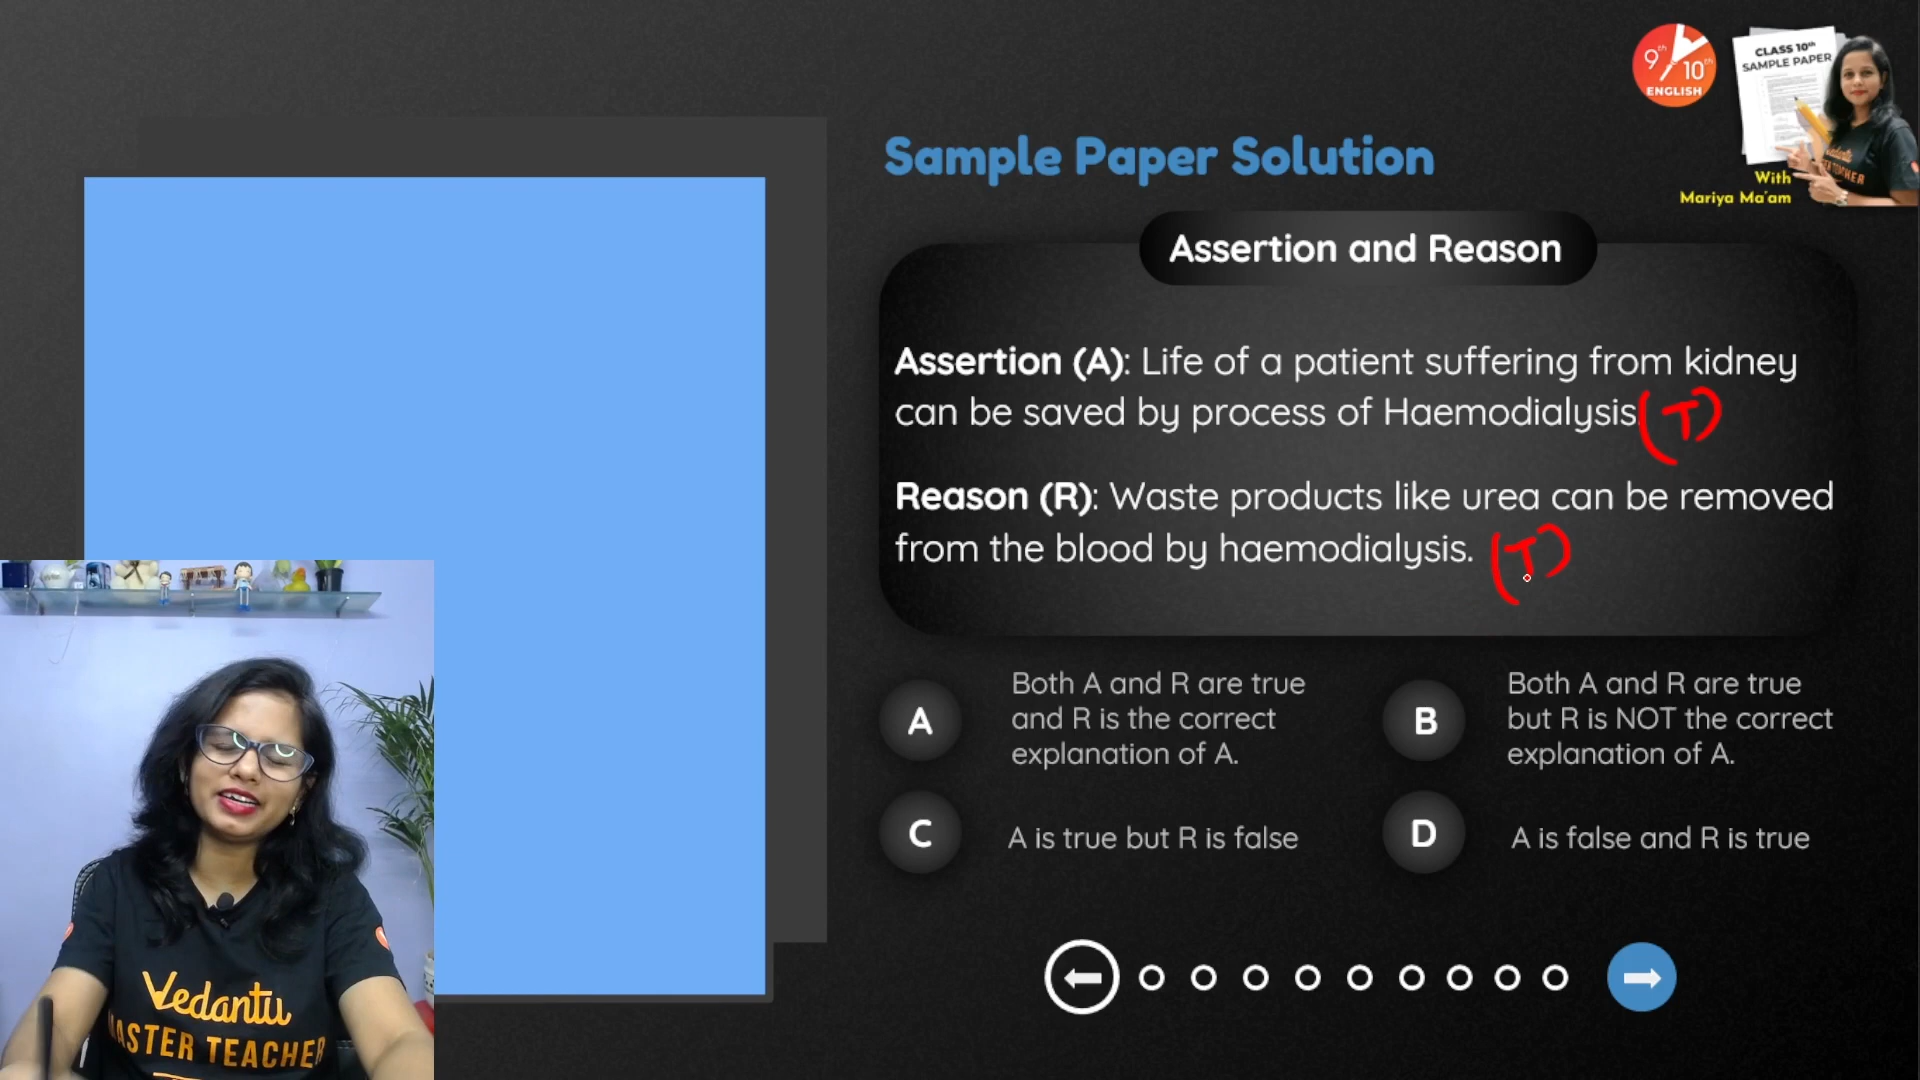 9th
10th
ENGLISH
CLASS 10th
SAMPLE PAPER
With
Mariya Ma'am
Sample Paper Solution
Assertion and Reason
Assertion (A): Life of a patient suffering from kidney
can be saved by process of Haemodialysis. (T)
Reason (R): Waste products like urea can be removed
from the blood by haemodialysis. (T)
A
Both A and R are true
and R is the correct
explanation of A.
B
Both A and R are true
but R is NOT the correct
explanation of A.
C
A is true but R is false
D
A is false and R is true
Vedantu
MASTER TEACHER